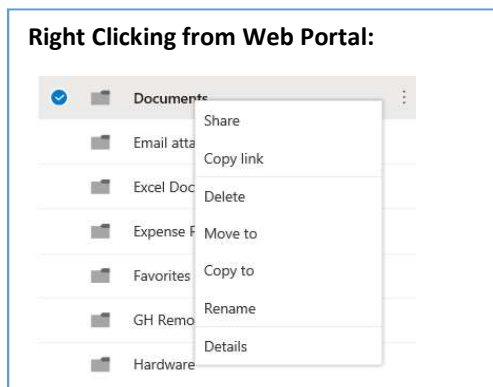 Right Clicking from Web Portal:
Documents
Share
Email atta
Copy link
Excel Doc
Delete
Expense
Move to
Favorites
Copy to
Rename
GH Remo
Details
Hardware